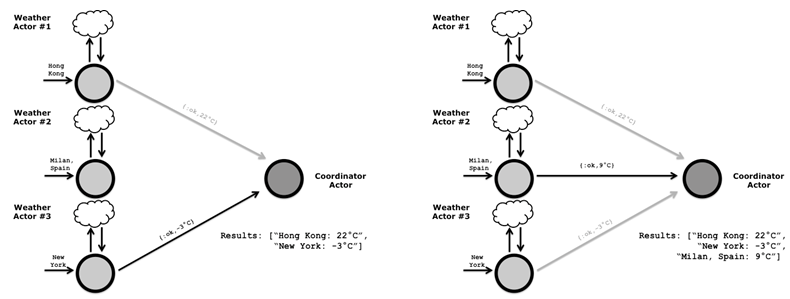 Weather
Actor #1
Hong
Kong
{:ok,22°C}
Weather
Actor #2
Milan,
Spain
Coordinator
Actor
Weather
Actor #3
{:ok,-3°C}
Results: ["Hong Kong: 22°C",
"New York: -3°C"]
New
York
Weather
Actor #1
Hong
Kong
{:ok,22°C}
Weather
Actor #2
Milan,
Spain
{:ok,9°C}
Coordinator
Actor
Weather
Actor #3
{:ok,-3°C}
Results: ["Hong Kong: 22°C",
"New York: -3°C",
"Milan, Spain: 9°C"]
New
York